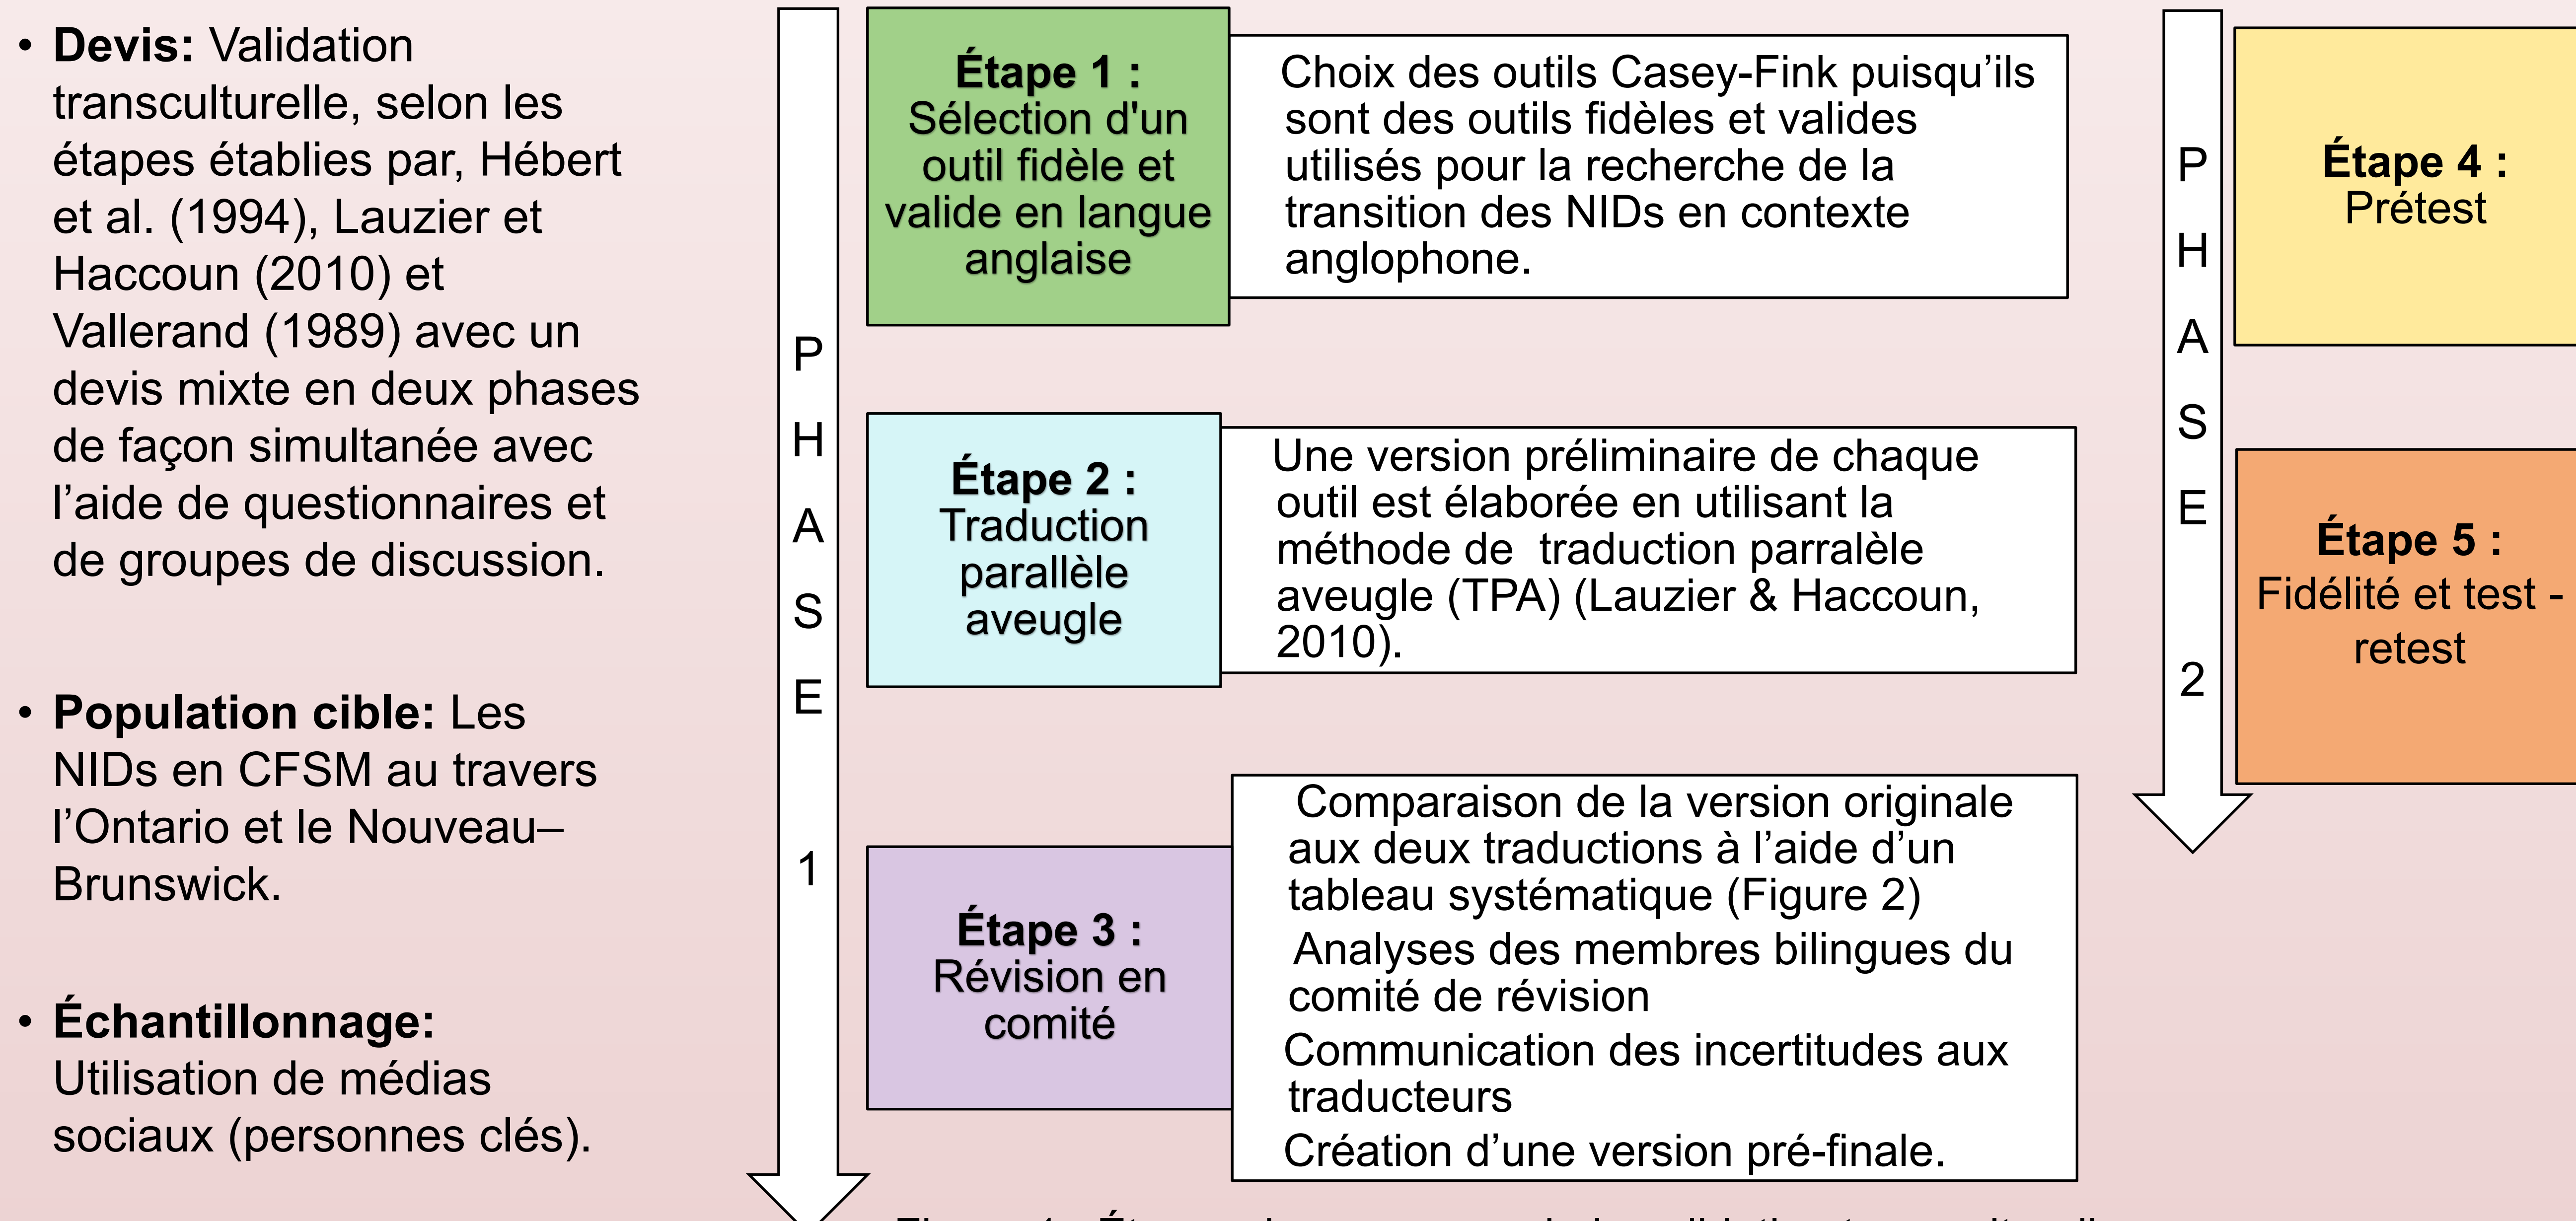 • Devis: Validation
transculturelle, selon les
étapes établies par, Hébert
et al. (1994), Lauzier et
Haccoun (2010) et
Vallerand (1989) avec un
devis mixte en deux phases
de façon simultanée avec
l’aide de questionnaires et
de groupes de discussion.
• Population cible: Les
NIDs en CFSM au travers
l’Ontario et le Nouveau–
Brunswick.
• Échantillonnage:
Utilisation de médias
sociaux (personnes clés).
P
H
A
S
E
1
Étape 1 :
Sélection d'un
outil fidèle et
valide en langue
anglaise
Choix des outils Casey-Fink puisqu’ils
sont des outils fidèles et valides
utilisés pour la recherche de la
transition des NIDs en contexte
anglophone.
Étape 2 :
Traduction
parallèle
aveugle
Une version préliminaire de chaque
outil est élaborée en utilisant la
méthode de  traduction parralèle
aveugle (TPA) (Lauzier & Haccoun,
2010).
Étape 3 :
Révision en
comité
Comparaison de la version originale
aux deux traductions à l’aide d’un
tableau systématique (Figure 2)
Analyses des membres bilingues du
comité de révision
Communication des incertitudes aux
traducteurs
Création d’une version pré-finale.
P
H
A
S
E
2
Étape 4 :
Prétest
Étape 5 :
Fidélité et test -
retest